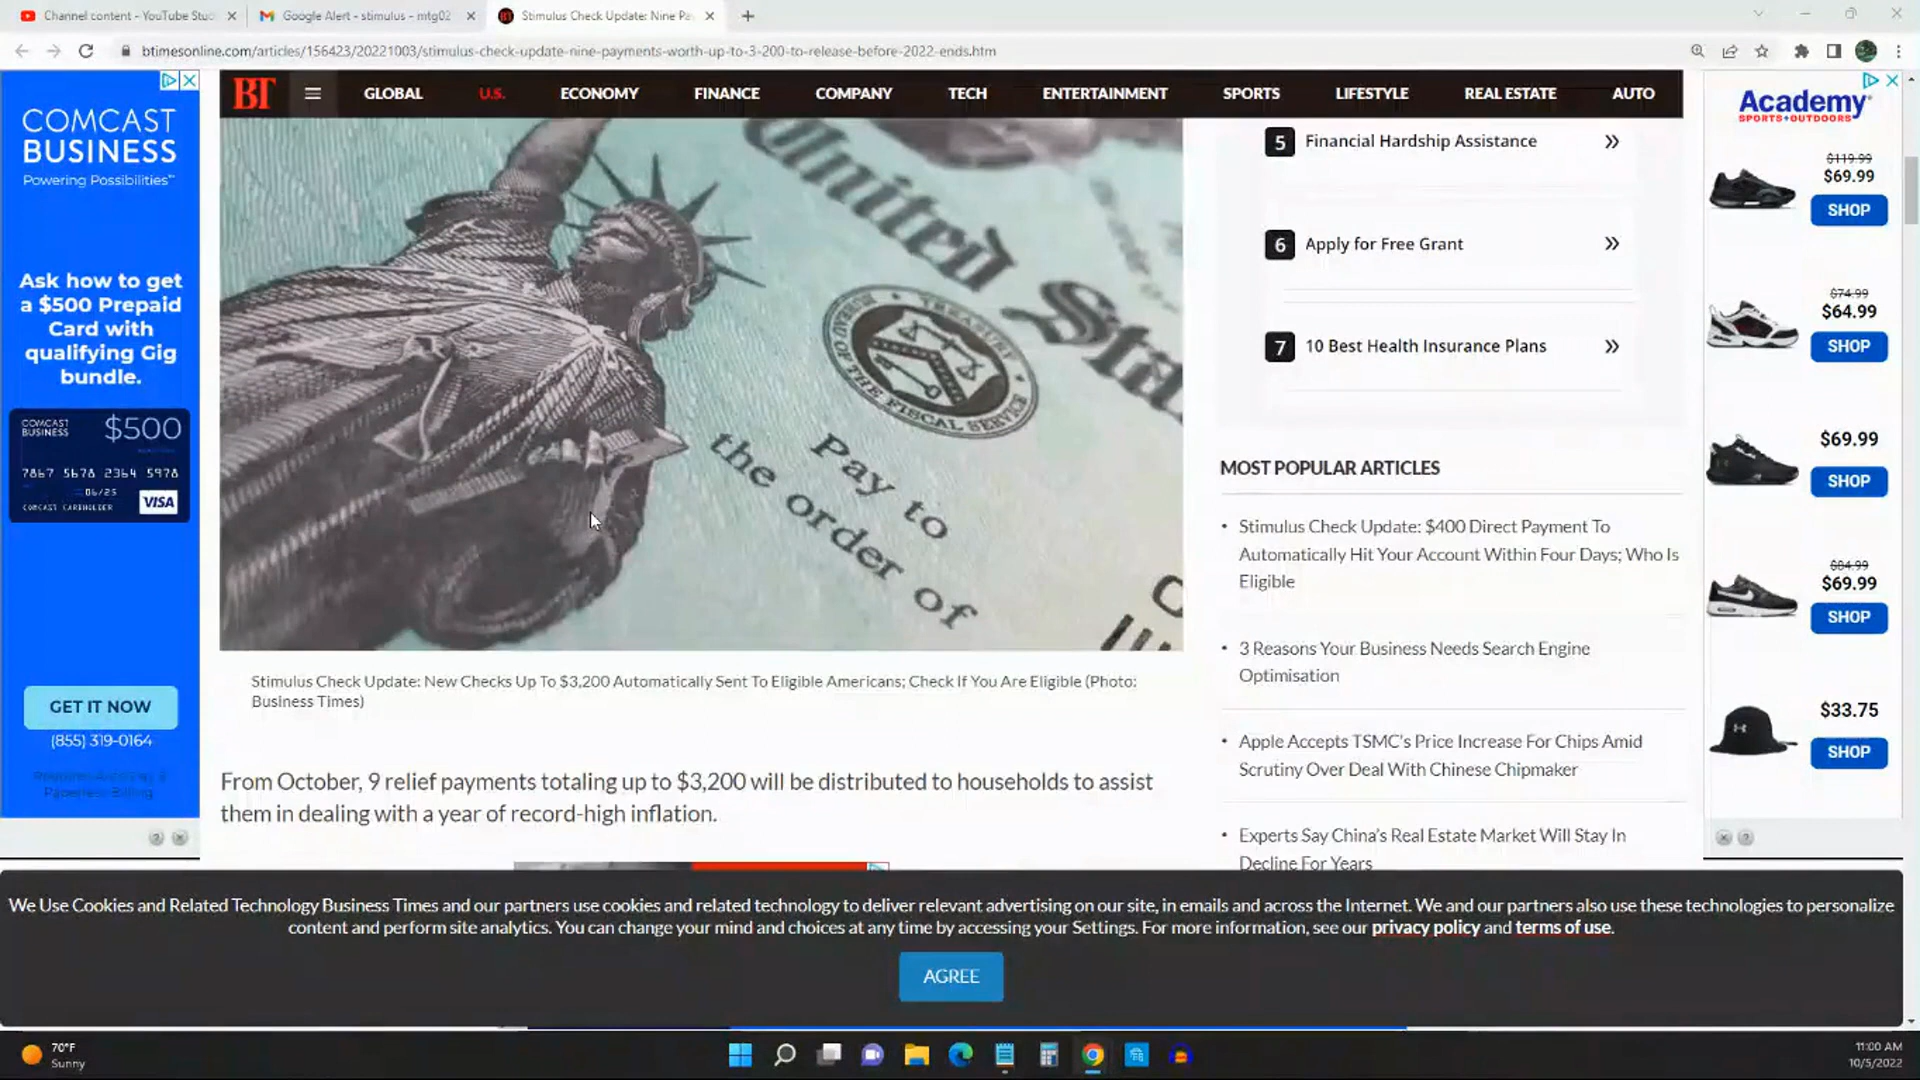 Channel content - YouTube Stu
Google Alert - stimulus - mtg02
Stimulus Check Update: Nine Pa
btimesonline.com/articles/156423/20221003/stimulus-check-update-nine-payments-worth-up-to-3-200-to-release-before-2022-ends.htm
BT
GLOBAL
U.S.
ECONOMY
FINANCE
COMPANY
TECH
ENTERTAINMENT
SPORTS
LIFESTYLE
REAL ESTATE
AUTO
COMCAST
BUSINESS
Powering Possibilities™
Ask how to get
a $500 Prepaid
Card with
qualifying Gig
bundle.
COMCAST
BUSINESS
$500
7867 5678 2364 5978
06/25
COMCAST CARDHOLDER
VISA
GET IT NOW
(855) 319-0164
United Sta
BUREAU OF THE FISCAL SERVICE
TREASURY
Pay to
the order of
Stimulus Check Update: New Checks Up To $3,200 Automatically Sent To Eligible Americans; Check If You Are Eligible (Photo:
Business Times)
From October, 9 relief payments totaling up to $3,200 will be distributed to households to assist
them in dealing with a year of record-high inflation.
5 Financial Hardship Assistance
6 Apply for Free Grant
7 10 Best Health Insurance Plans
MOST POPULAR ARTICLES
• Stimulus Check Update: $400 Direct Payment To
Automatically Hit Your Account Within Four Days; Who Is
Eligible
• 3 Reasons Your Business Needs Search Engine
Optimisation
• Apple Accepts TSMC's Price Increase For Chips Amid
Scrutiny Over Deal With Chinese Chipmaker
• Experts Say China's Real Estate Market Will Stay In
Decline For Years
Academy
SPORTS+OUTDOORS
$119.99
$69.99
SHOP
$74.99
$64.99
SHOP
$69.99
SHOP
$84.99
$69.99
SHOP
$33.75
SHOP
We Use Cookies and Related Technology Business Times and our partners use cookies and related technology to deliver relevant advertising on our site, in emails and across the Internet. We and our partners also use these technologies to personalize
content and perform site analytics. You can change your mind and choices at any time by accessing your Settings. For more information, see our privacy policy and terms of use.
AGREE
70°F
Sunny
11:00 AM
10/5/2022